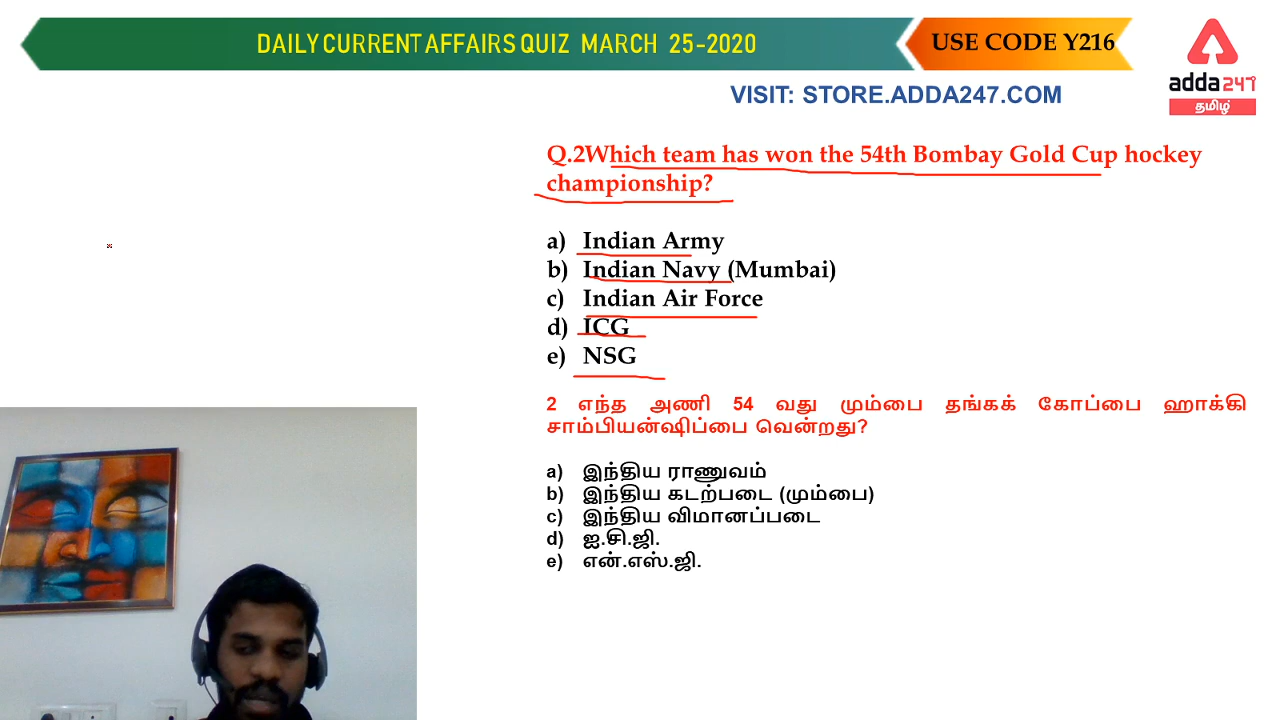 DAILY CURRENT AFFAIRS QUIZ MARCH 25-2020
USE CODE Y216
adda247
தமிழ்
VISIT: STORE.ADDA247.COM
Q.2Which team has won the 54th Bombay Gold Cup hockey
championship?
a) Indian Army
b) Indian Navy (Mumbai)
c) Indian Air Force
d) ICG
e) NSG
2 எந்த அணி 54 வது மும்பை தங்கக் கோப்பை ஹாக்கி
சாம்பியன்ஷிப்பை வென்றது?
a) இந்திய ராணுவம்
b) இந்திய கடற்படை (மும்பை)
c) இந்திய விமானப்படை
d) ஐ.சி.ஜி.
e) என்.எஸ்.ஜி.